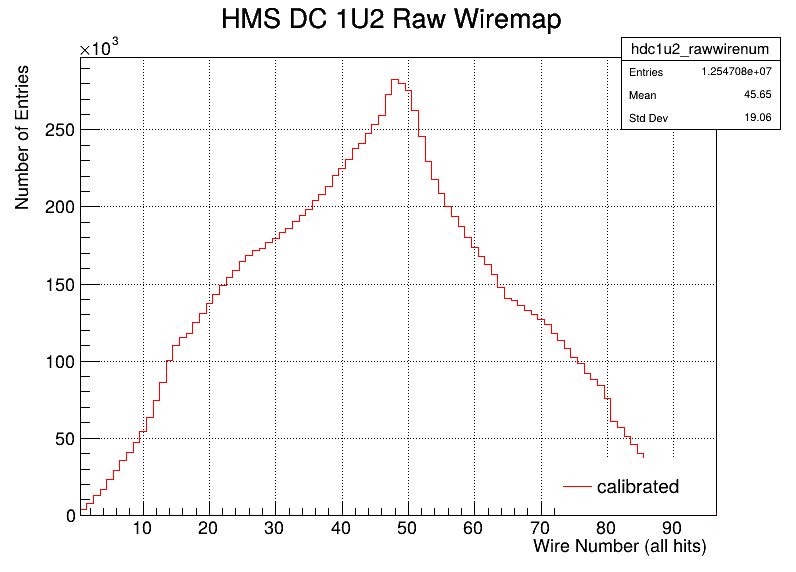 HMS DC 1U2 Raw Wiremap
×10³
hdc1u2_rawwirenum
Entries 1.254708e+07
Mean 45.65
Std Dev 19.06
Number of Entries
250
200
150
100
50
0
calibrated
10 20 30 40 50 60 70 80 90
Wire Number (all hits)